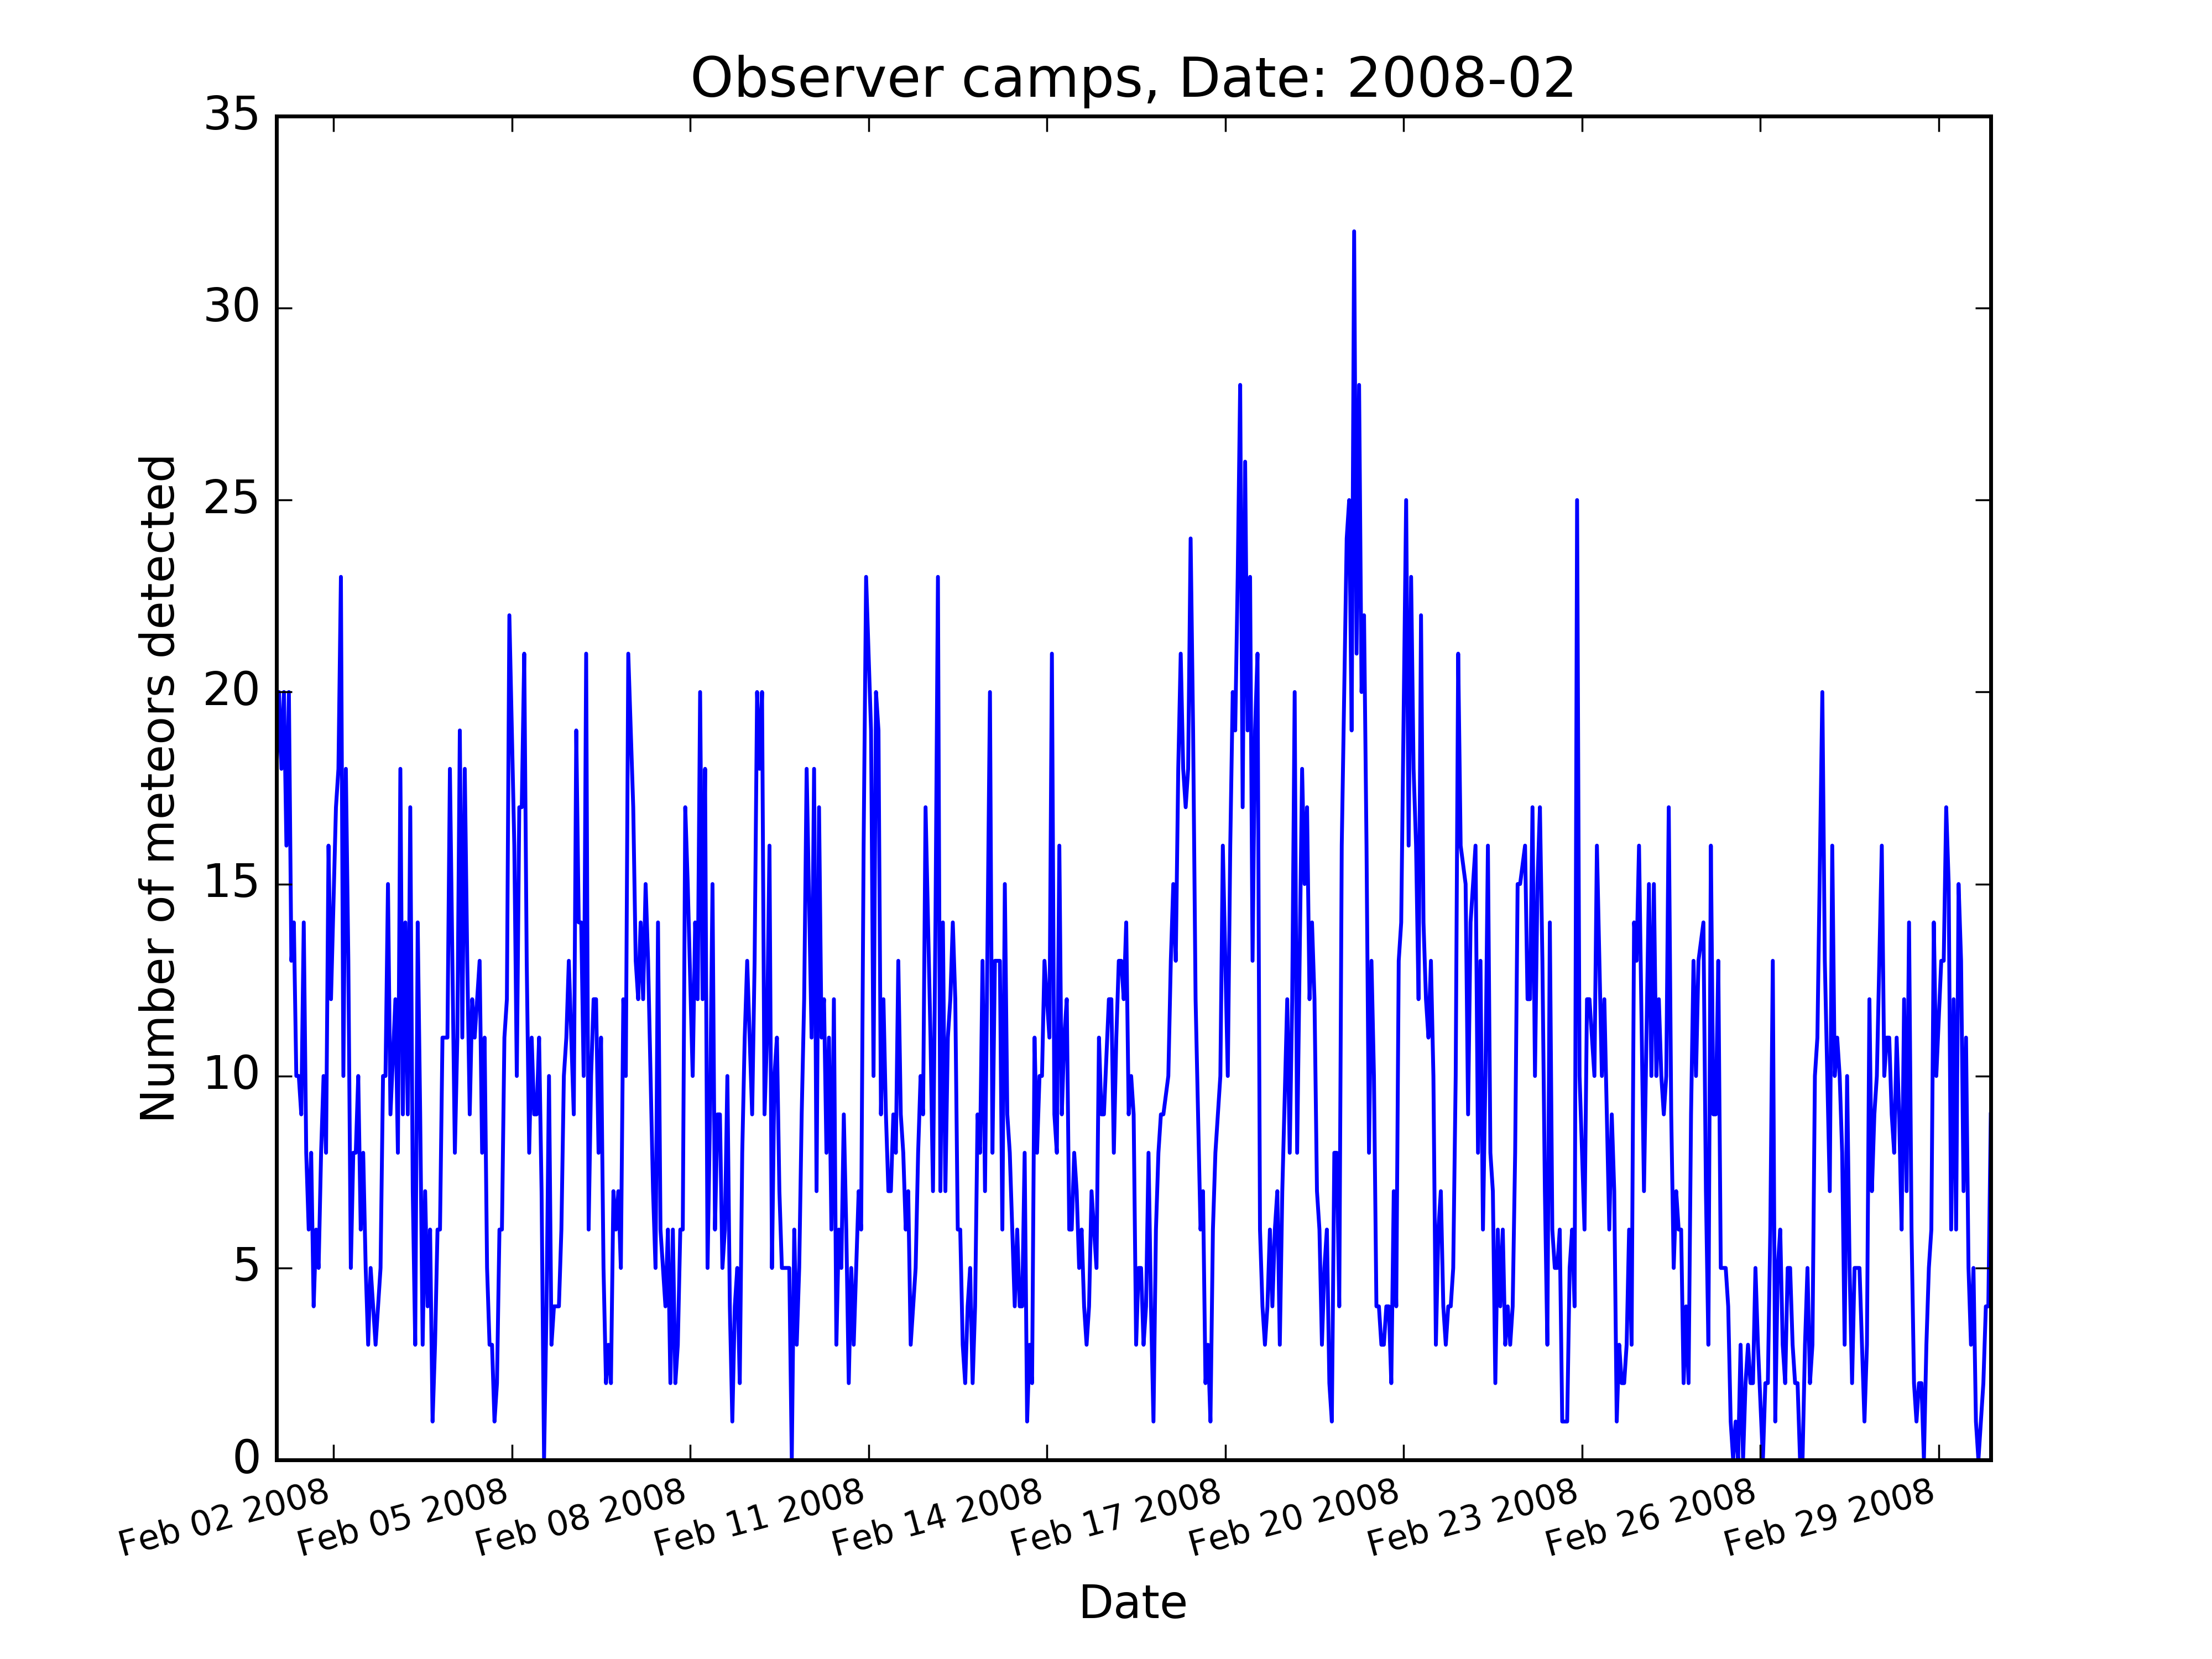 Observer camps, Date: 2008-02
Number of meteors detected
35
30
25
20
15
10
5
0
Feb 02 2008
Feb 05 2008
Feb 08 2008
Feb 11 2008
Feb 14 2008
Feb 17 2008
Feb 20 2008
Feb 23 2008
Feb 26 2008
Feb 29 2008
Date